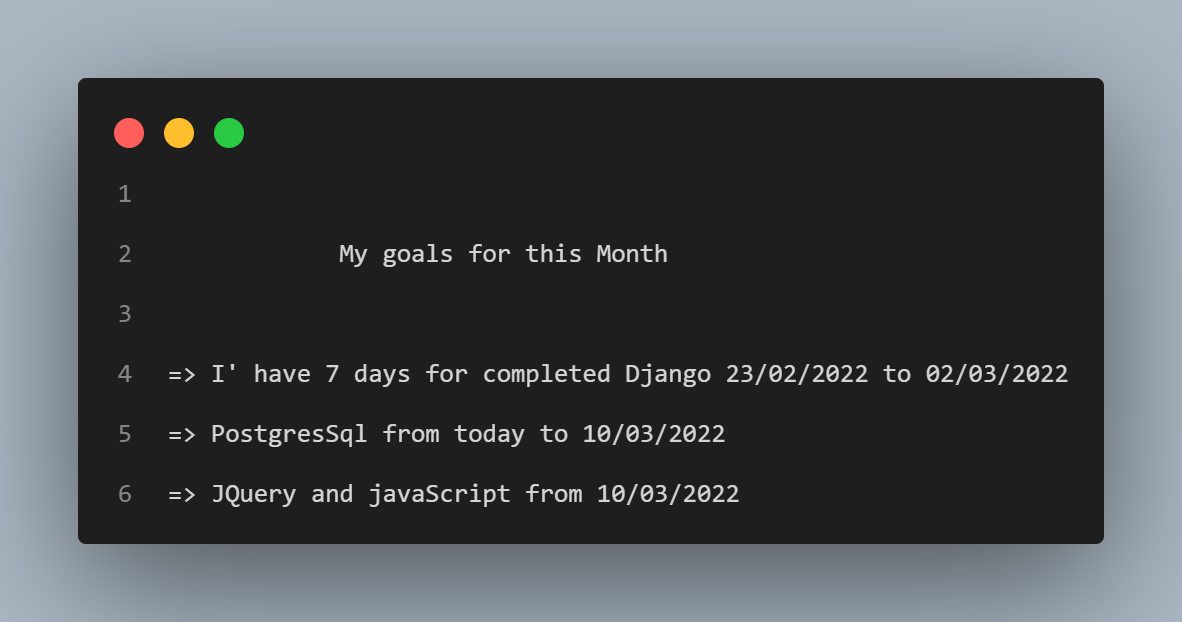 1
2 My goals for this Month
3
4 => I' have 7 days for completed Django 23/02/2022 to 02/03/2022
5 => PostgresSql from today to 10/03/2022
6 => JQuery and javaScript from 10/03/2022